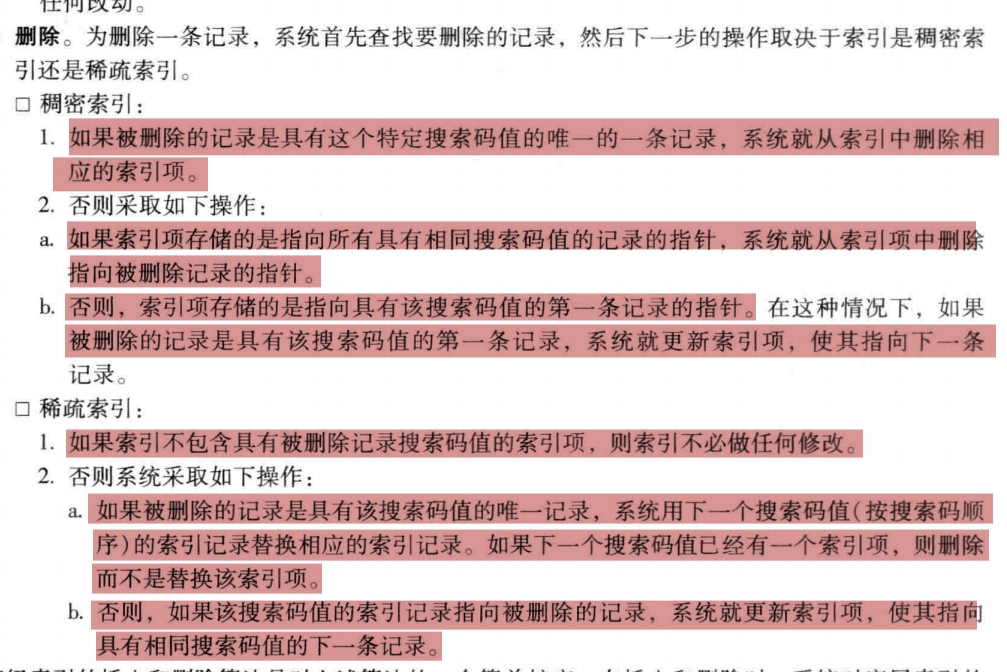 任何改动。
删除。为删除一条记录，系统首先查找要删除的记录，然后下一步的操作取决于索引是稠密索
引还是稀疏索引。
□ 稠密索引：
1. 如果被删除的记录是具有这个特定搜索码值的唯一的一条记录，系统就从索引中删除相
应的索引项。
2. 否则采取如下操作：
a. 如果索引项存储的是指向所有具有相同搜索码值的记录的指针，系统就从索引项中删除
指向被删除记录的指针。
b. 否则，索引项存储的是指向具有该搜索码值的第一条记录的指针。在这种情况下，如果
被删除的记录是具有该搜索码值的第一条记录，系统就更新索引项，使其指向下一条
记录。
□ 稀疏索引：
1. 如果索引不包含具有被删除记录搜索码值的索引项，则索引不必做任何修改。
2. 否则系统采取如下操作：
a. 如果被删除的记录是具有该搜索码值的唯一记录，系统用下一个搜索码值（按搜索码顺
序）的索引记录替换相应的索引记录。如果下一个搜索码值已经有一个索引项，则删除
而不是替换该索引项。
b. 否则，如果该搜索码值的索引记录指向被删除的记录，系统就更新索引项，使其指向
具有相同搜索码值的下一条记录。